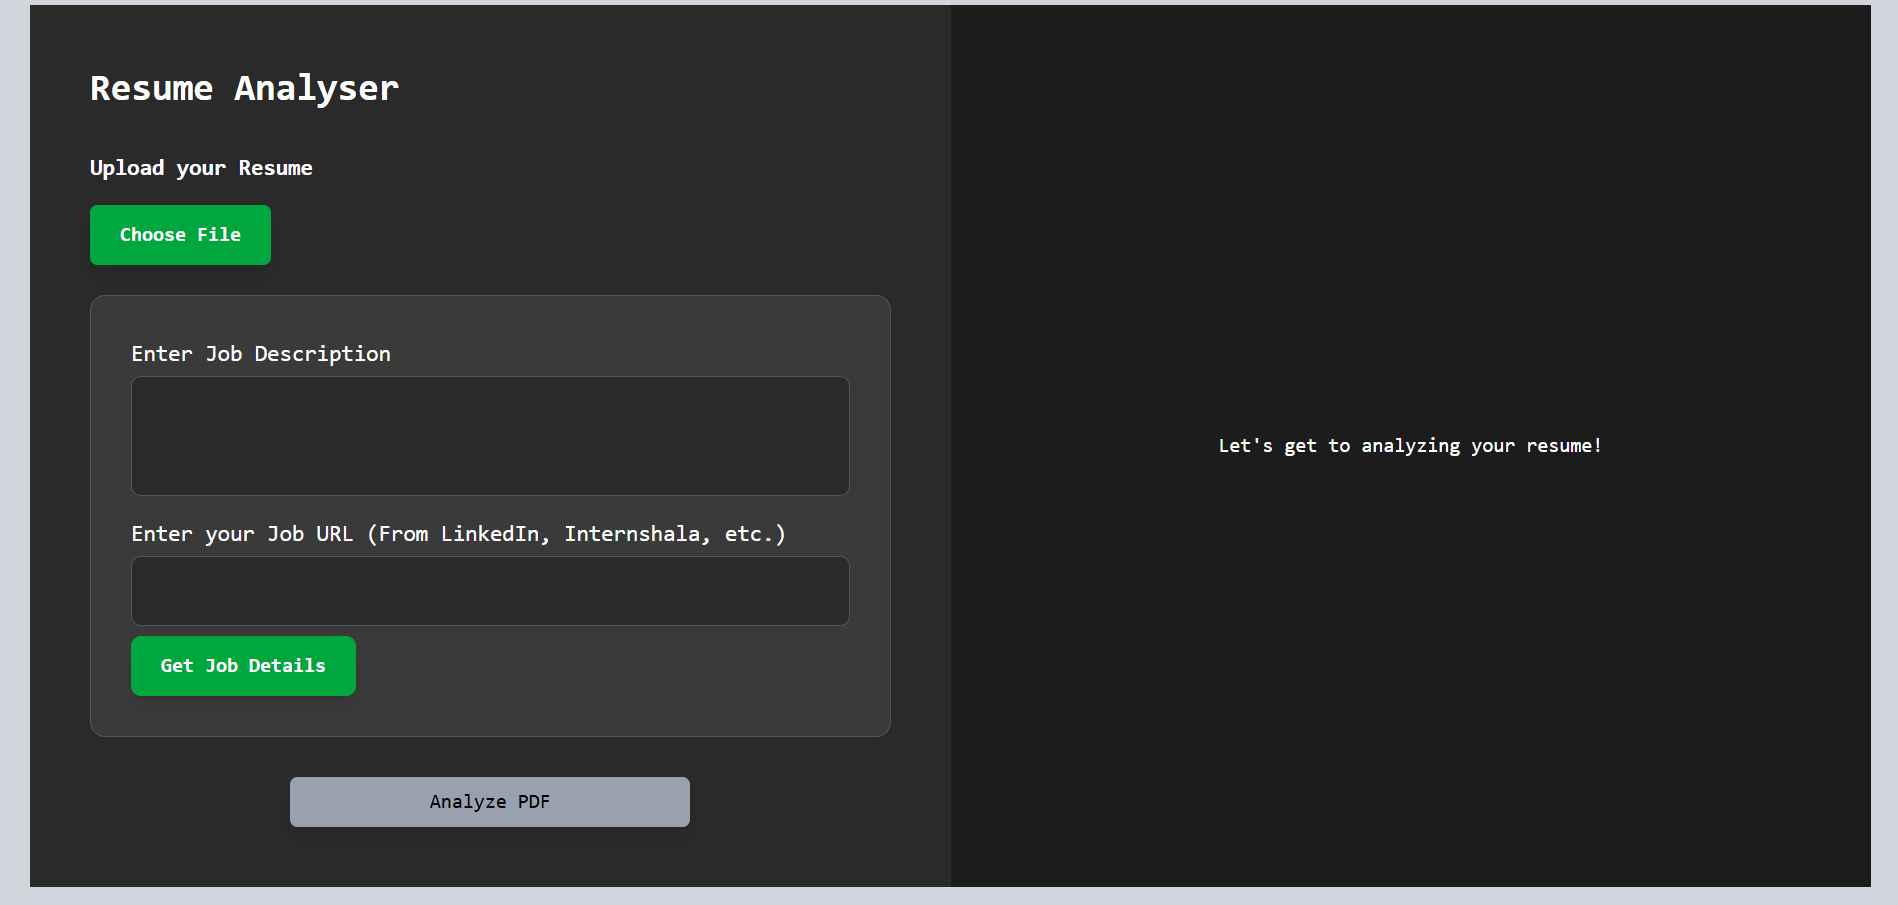 Resume Analyser
Upload your Resume
Choose File
Enter Job Description
Enter your Job URL (From LinkedIn, Internshala, etc.)
Get Job Details
Analyze PDF
Let's get to analyzing your resume!